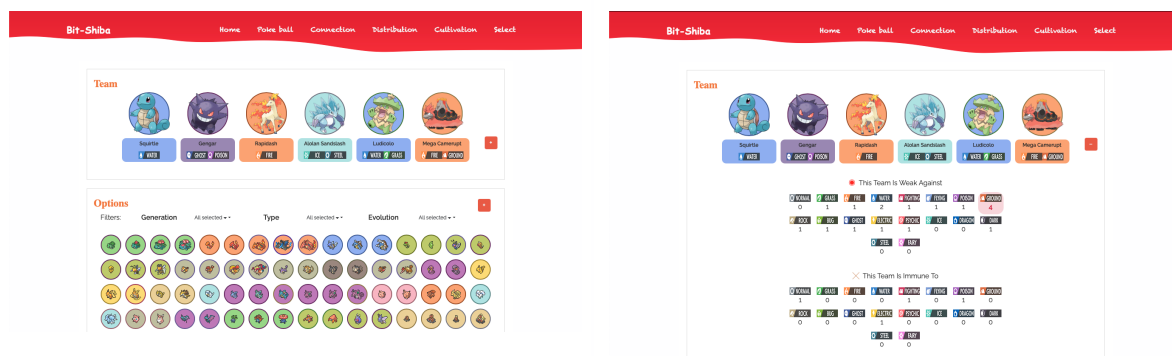 Bit-Shiba Home Poke ball Connection Distribution Cultivation Select
Team
Squirtle Gengar Rapidash Alolan Sandslash Ludicolo Mega Camerupt
WATER GHOST POISON FIRE ICE STEEL WATER GRASS FIRE GROUND
Options
Filters: Generation All selected Type All selected Evolution All selected
Bit-Shiba Home Poke ball Connection Distribution Cultivation Select
Team
Squirtle Gengar Rapidash Alolan Sandslash Ludicolo Mega Camerupt
WATER GHOST POISON FIRE ICE STEEL WATER GRASS FIRE GROUND
This Team Is Weak Against
NORMAL GRASS FIRE WATER FIGHTING FLYING POISON GROUND
0 1 1 2 1 1 1 4
ROCK BUG GHOST ELECTRIC PSYCHIC ICE DRAGON DARK
1 1 1 1 1 0 0 1
STEEL FAIRY
0 0
This Team Is Immune To
NORMAL GRASS FIRE WATER FIGHTING FLYING POISON GROUND
1 0 0 0 1 0 1 0
ROCK BUG GHOST ELECTRIC PSYCHIC ICE DRAGON DARK
0 0 0 1 0 0 0 0
STEEL FAIRY
0 0